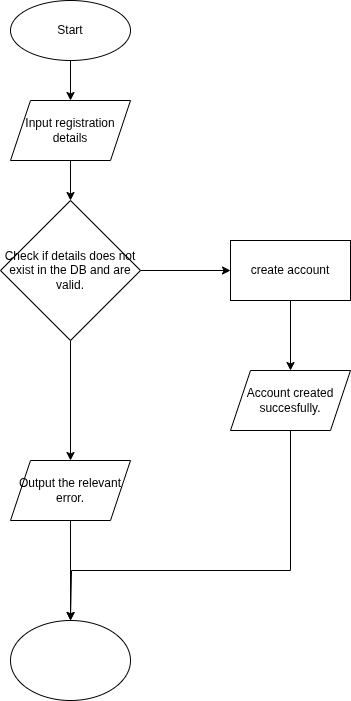 Start
Input registration
details
Check if details does not
exist in the DB and are
valid.
create account
Account created
succesfully.
Output the relevant
error.